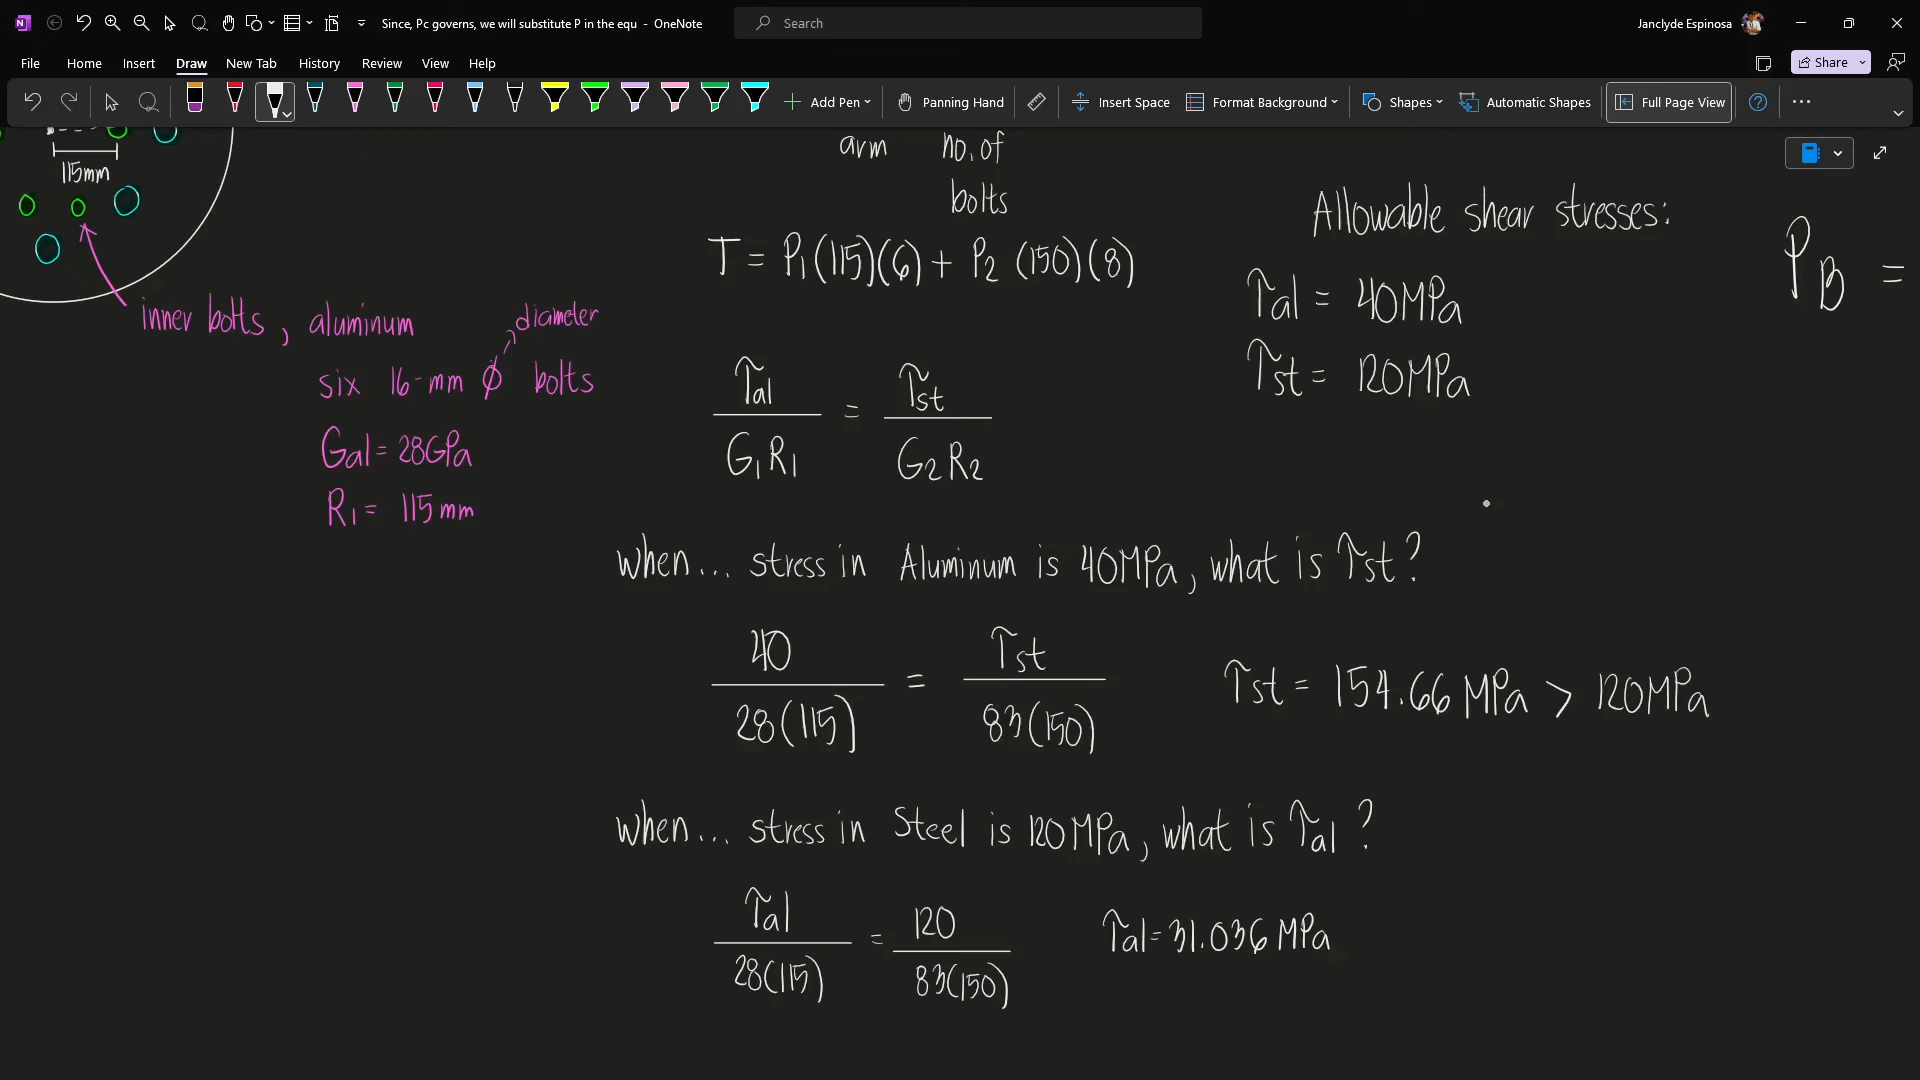 Since, Pc governs, we will substitute P in the equ - OneNote
Search
Janclyde Espinosa
File Home Insert Draw New Tab History Review View Help
Share
Add Pen Panning Hand Insert Space Format Background Shapes Automatic Shapes Full Page View
arm no. of
bolts
115mm
Allowable shear stresses:
T = P₁(115)(6) + P₂ (150)(8)
P_B =
τal = 40MPa
inner bolts, aluminum
diameter
six 16-mm ϕ bolts
τst = 120MPa
τal / G₁R₁ = τst / G₂R₂
Gal = 28GPa
R₁ = 115mm
when... stress in Aluminum is 40MPa, what is τst?
40 / 28(115) = τst / 83(150)
τst = 154.66 MPa > 120MPa
when... stress in Steel is 120MPa, what is τal?
τal / 28(115) = 120 / 83(150)
τal = 31.036 MPa